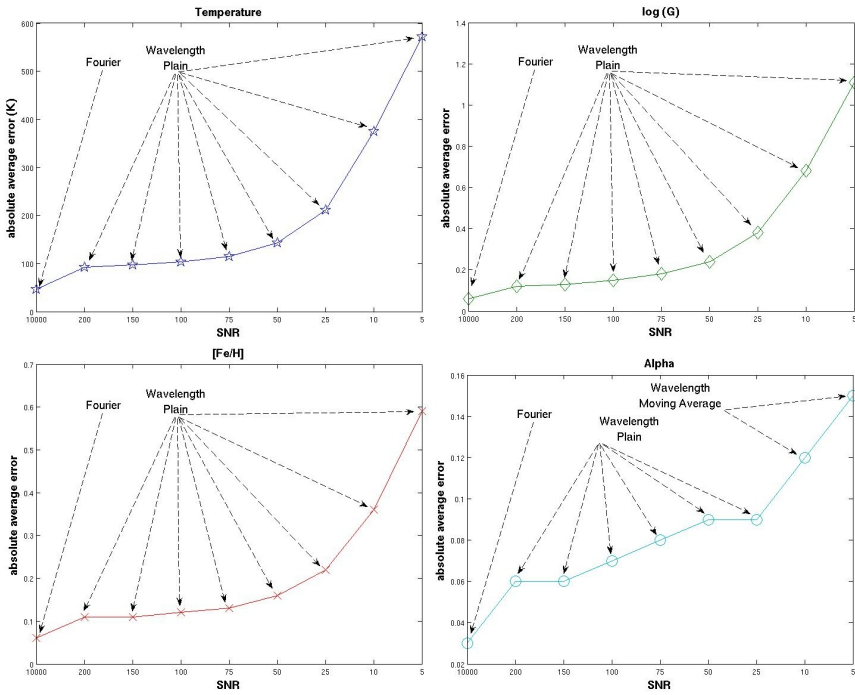 Temperature
600
500
400
300
200
100
0
absolute average error (K)
Fourier
Wavelength
Plain
10000 200 150 100 75 50 25 10 5
SNR
log (G)
1.4
1.2
1
0.8
0.6
0.4
0.2
0
absolute average error
Fourier
Wavelength
Plain
10000 200 150 100 75 50 25 10 5
SNR
[Fe/H]
0.7
0.6
0.5
0.4
0.3
0.2
0.1
0
absolute average error
Fourier
Wavelength
Plain
10000 200 150 100 75 50 25 10 5
SNR
Alpha
0.16
0.14
0.12
0.1
0.08
0.06
0.04
0.02
absolute average error
Fourier
Wavelength
Moving Average
Wavelength
Plain
10000 200 150 100 75 50 25 10 5
SNR